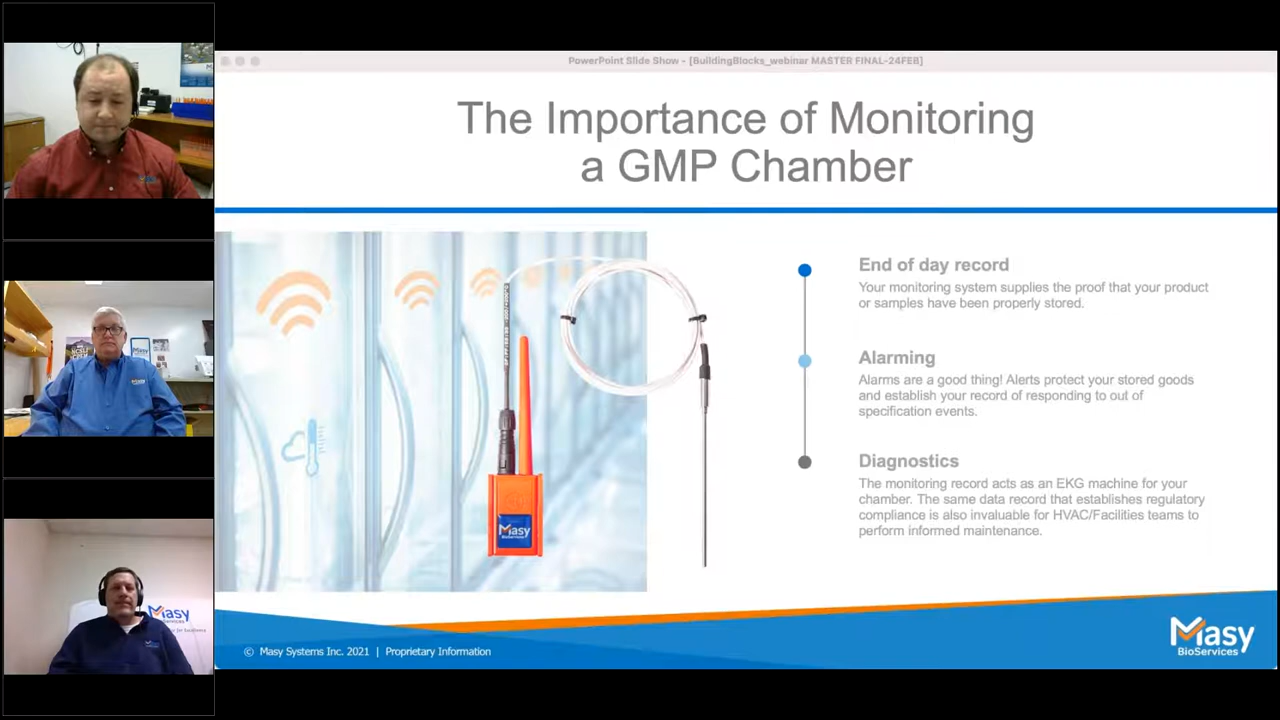 PowerPoint Slide Show - [BuildingBlocks_webinar MASTER FINAL-24FEB]
The Importance of Monitoring
a GMP Chamber
End of day record
Your monitoring system supplies the proof that your product
or samples have been properly stored.
Alarming
Alarms are a good thing! Alerts protect your stored goods
and establish your record of responding to out of
specification events.
Diagnostics
The monitoring record acts as an EKG machine for your
chamber. The same data record that establishes regulatory
compliance is also invaluable for HVAC/Facilities teams to
perform informed maintenance.
Masy
BioServices
Masy
BioServices
© Masy Systems Inc. 2021 | Proprietary Information
Masy
BioServices